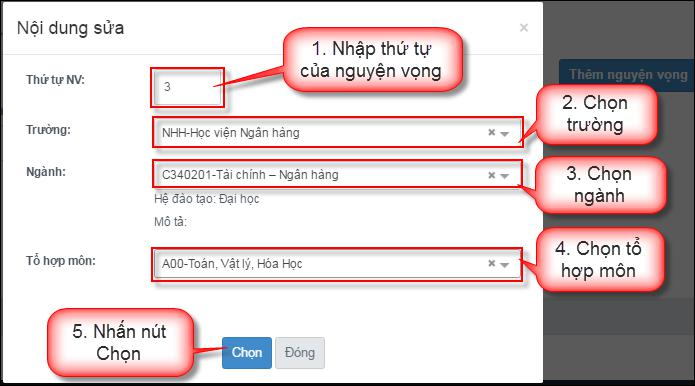 Nội dung sửa
×
1. Nhập thứ tự
của nguyện vọng
Thứ tự NV:
3
Thêm nguyện vọng
2. Chọn
trường
Trường:
NHH-Học viện Ngân hàng
Ngành:
C340201-Tài chính – Ngân hàng
3. Chọn
ngành
Hệ đào tạo: Đại học
Mô tả:
Tổ hợp môn:
A00-Toán, Vật lý, Hóa Học
4. Chọn tổ
hợp môn
5. Nhấn nút
Chọn
Chọn
Đóng